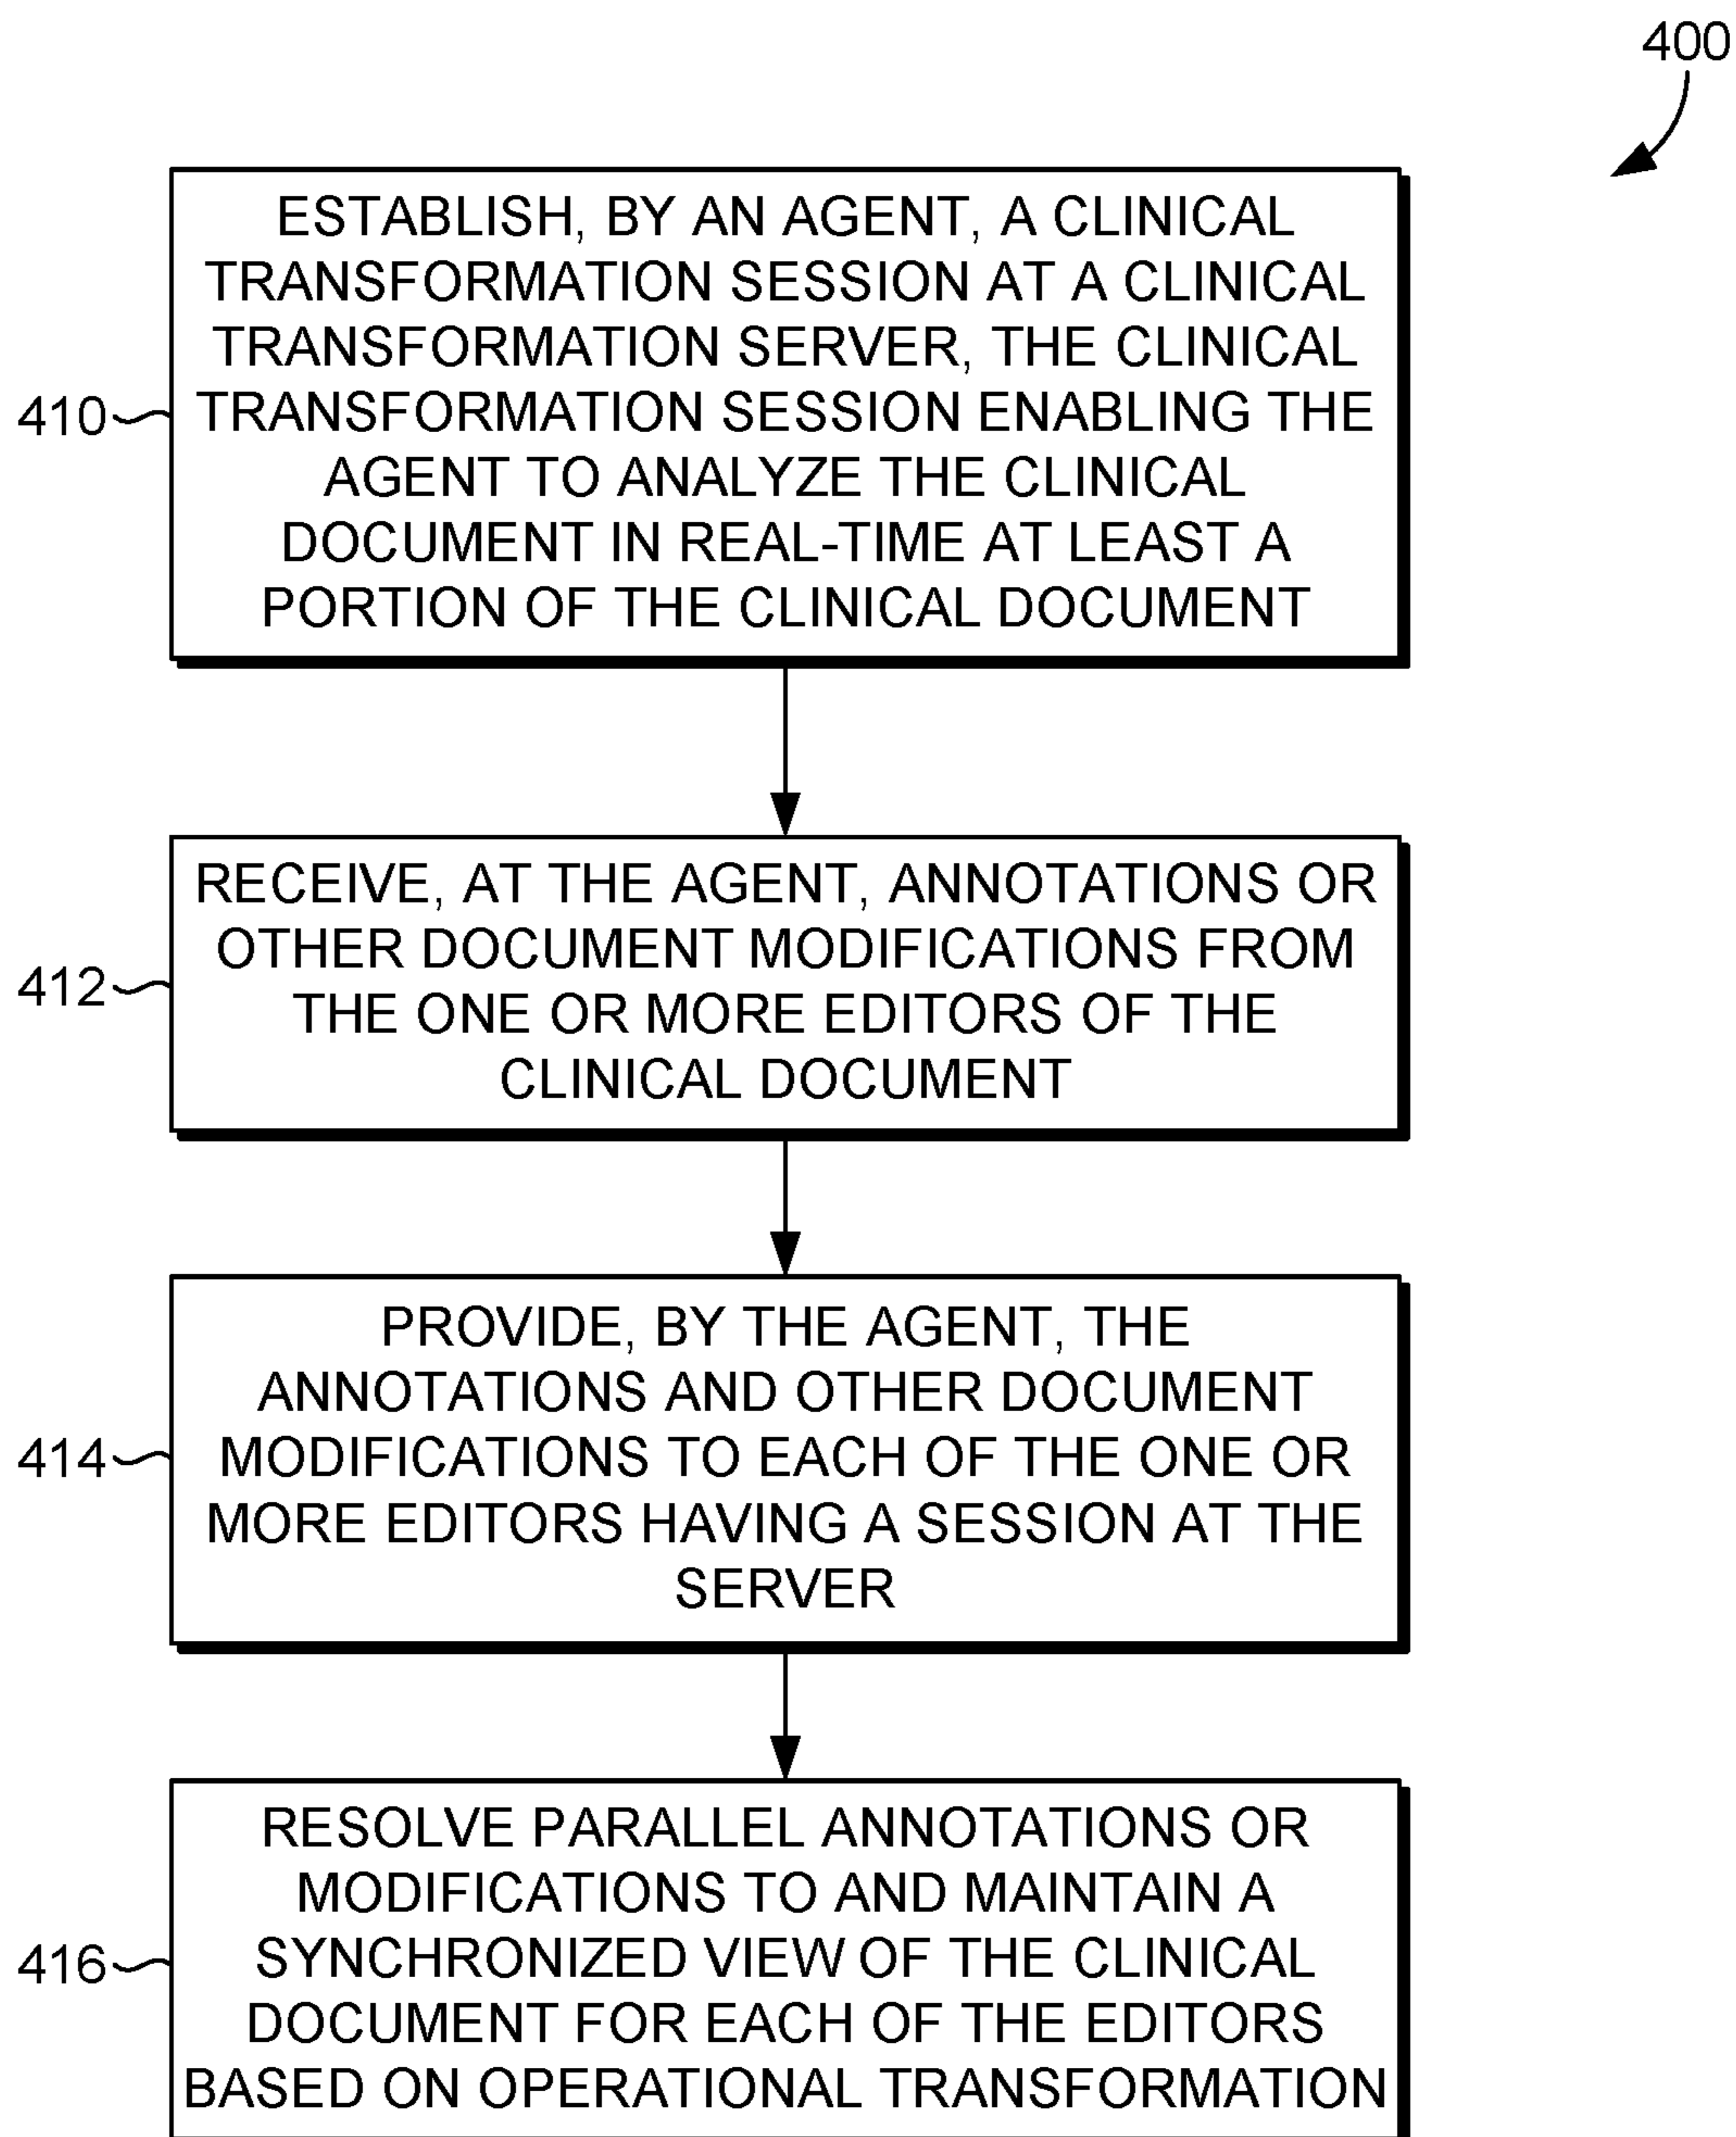 400
ESTABLISH, BY AN AGENT, A CLINICAL
TRANSFORMATION SESSION AT A CLINICAL
TRANSFORMATION SERVER, THE CLINICAL
TRANSFORMATION SESSION ENABLING THE
AGENT TO ANALYZE THE CLINICAL
DOCUMENT IN REAL-TIME AT LEAST A
PORTION OF THE CLINICAL DOCUMENT
410
RECEIVE, AT THE AGENT, ANNOTATIONS OR
OTHER DOCUMENT MODIFICATIONS FROM
THE ONE OR MORE EDITORS OF THE
CLINICAL DOCUMENT
412
PROVIDE, BY THE AGENT, THE
ANNOTATIONS AND OTHER DOCUMENT
MODIFICATIONS TO EACH OF THE ONE OR
MORE EDITORS HAVING A SESSION AT THE
SERVER
414
RESOLVE PARALLEL ANNOTATIONS OR
MODIFICATIONS TO AND MAINTAIN A
SYNCHRONIZED VIEW OF THE CLINICAL
DOCUMENT FOR EACH OF THE EDITORS
BASED ON OPERATIONAL TRANSFORMATION
416